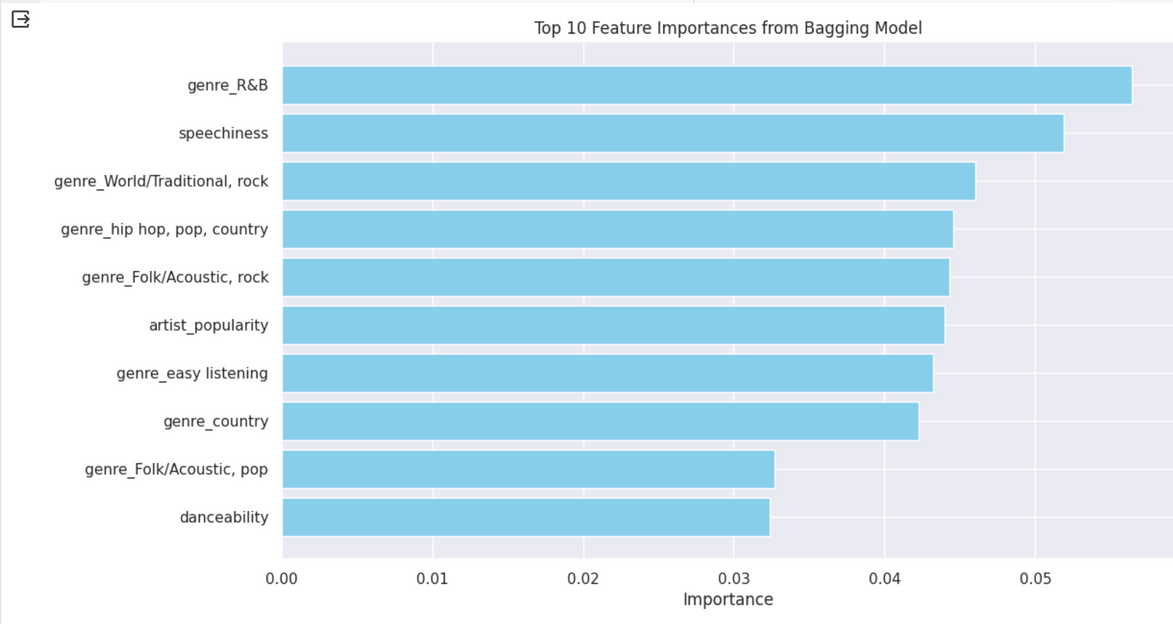 Top 10 Feature Importances from Bagging Model
genre_R&B
speechiness
genre_World/Traditional, rock
genre_hip hop, pop, country
genre_Folk/Acoustic, rock
artist_popularity
genre_easy listening
genre_country
genre_Folk/Acoustic, pop
danceability
0.00 0.01 0.02 0.03 0.04 0.05
Importance